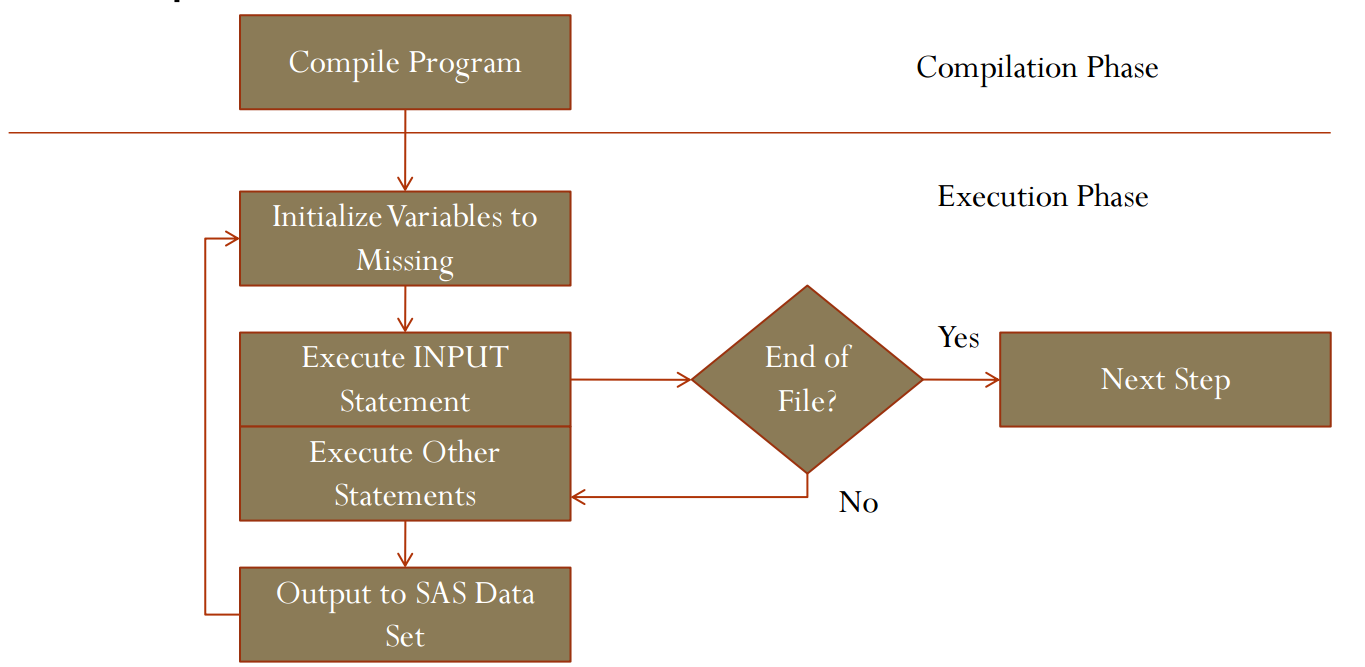 Compile Program
Compilation Phase
Execution Phase
Initialize Variables to
Missing
Execute INPUT
Statement
End of
File?
Yes
Next Step
Execute Other
Statements
No
Output to SAS Data
Set